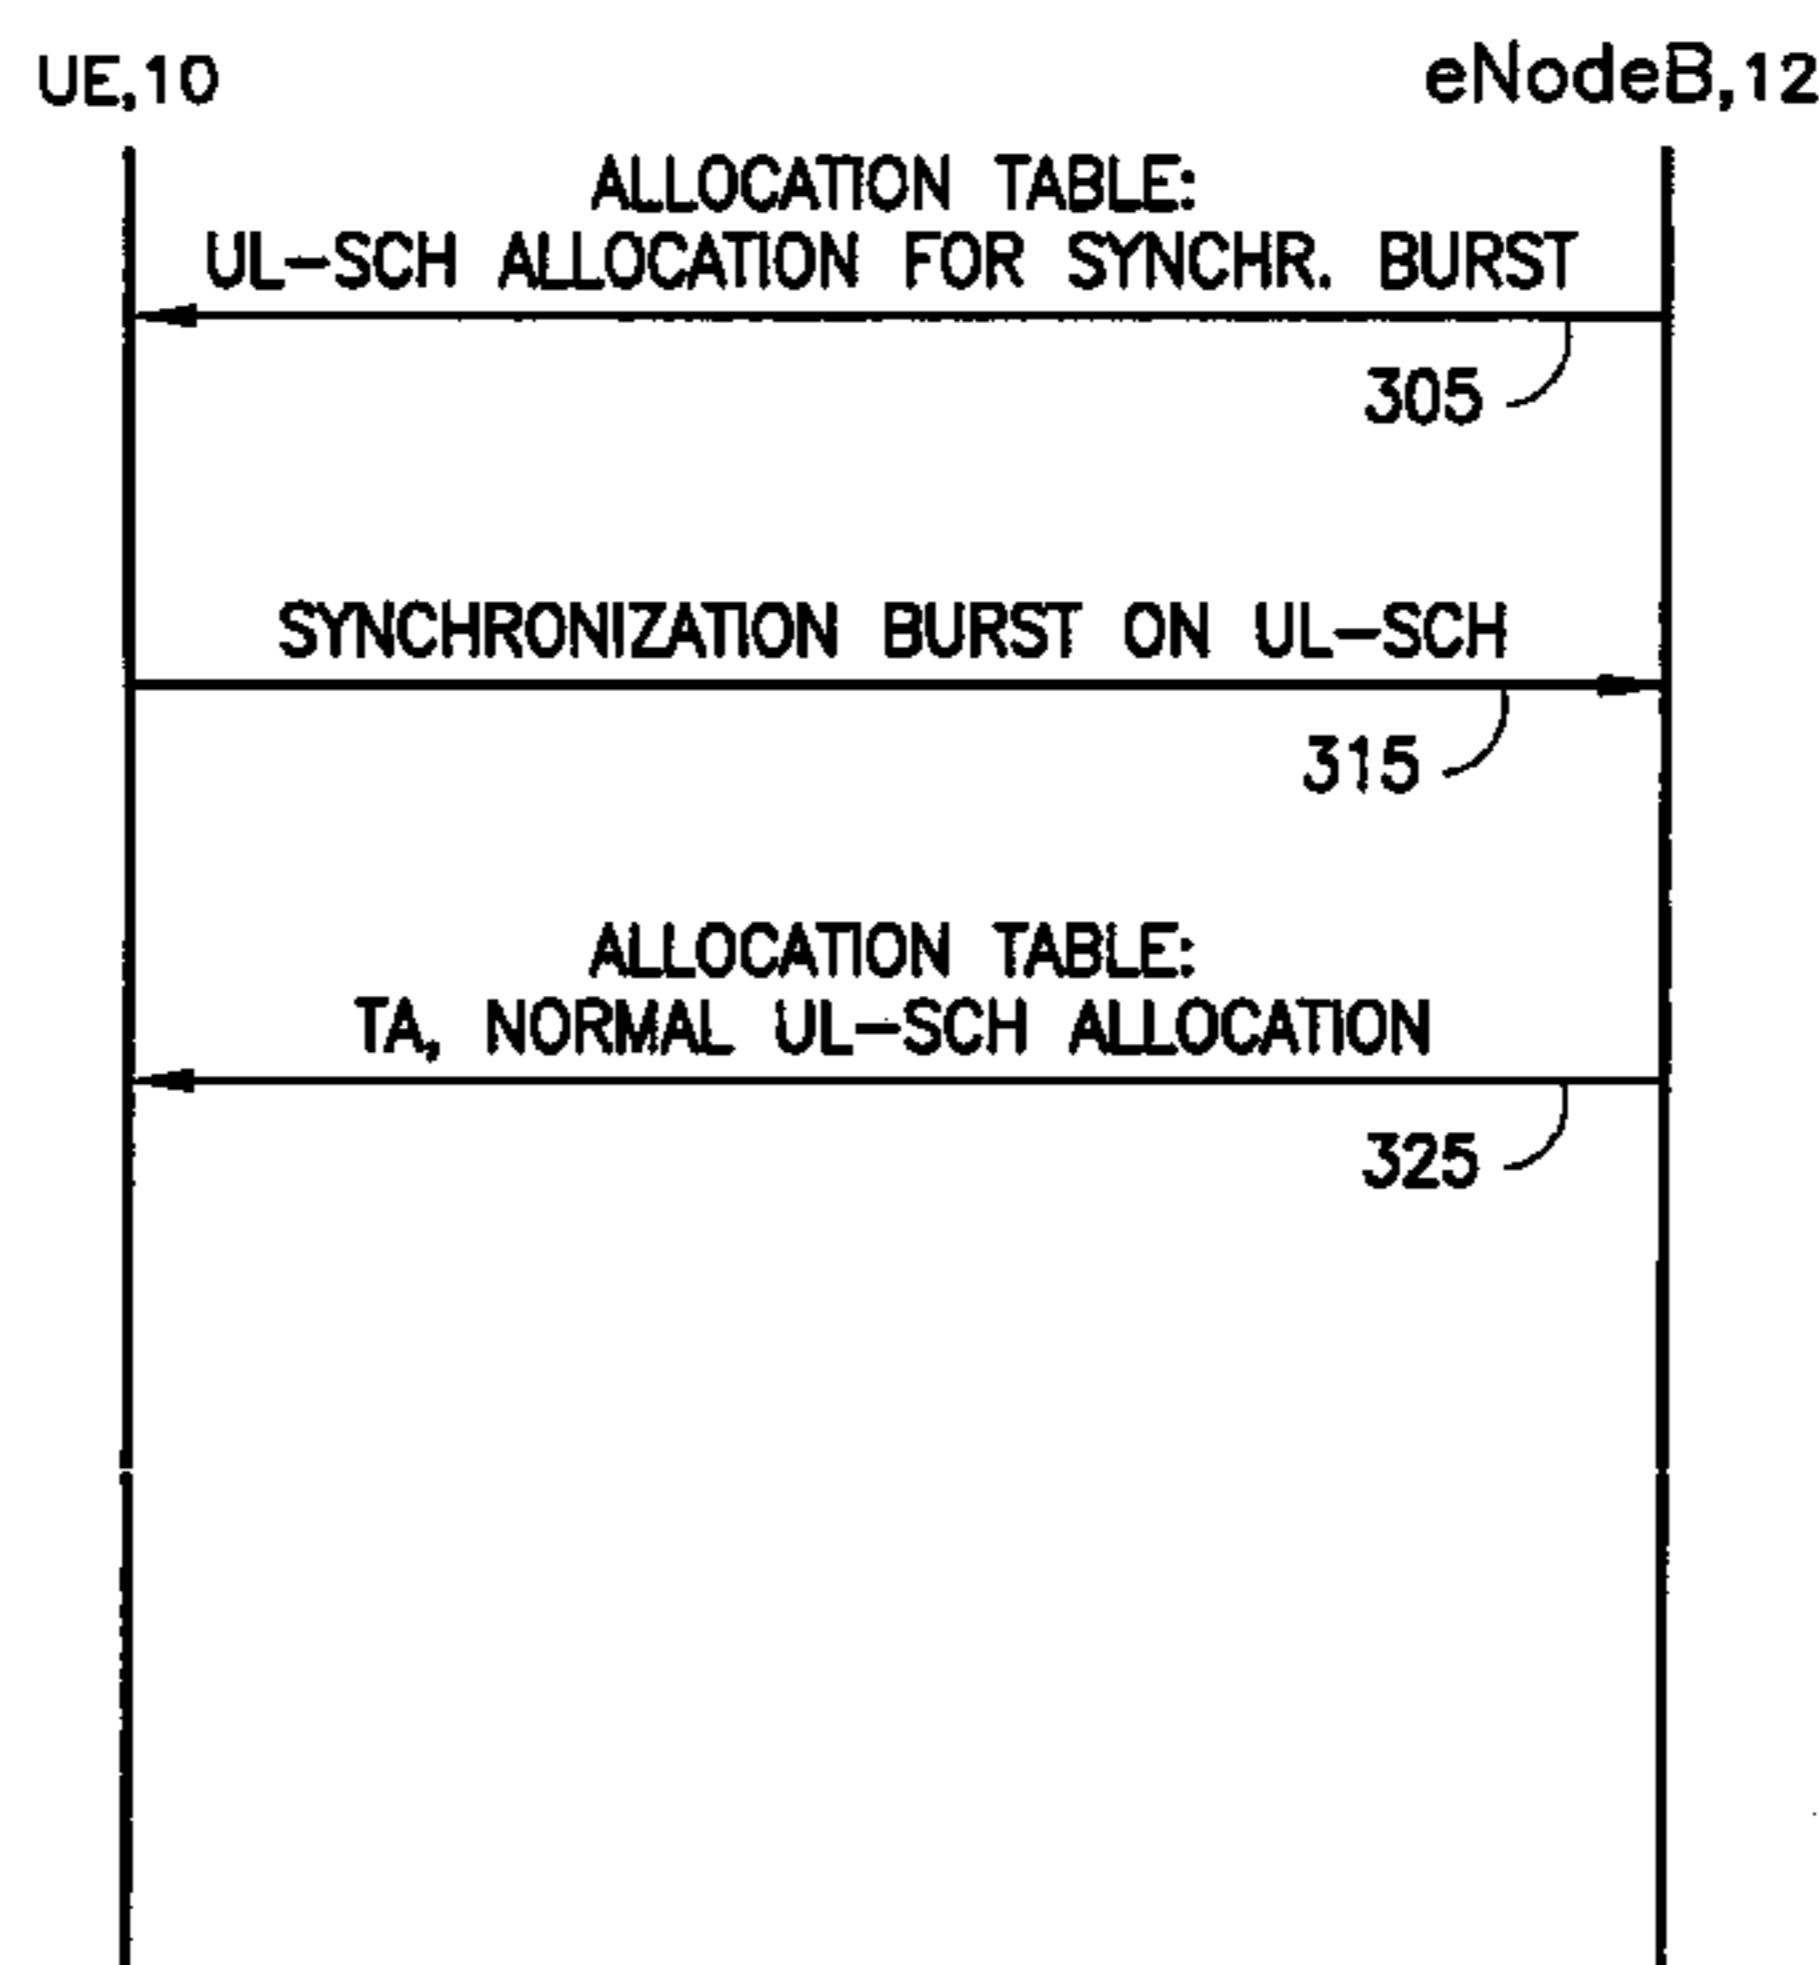 UE,10
eNodeB,12
ALLOCATION TABLE:
UL-SCH ALLOCATION FOR SYNCHR. BURST
305
SYNCHRONIZATION BURST ON UL-SCH
315
ALLOCATION TABLE:
TA, NORMAL UL-SCH ALLOCATION
325